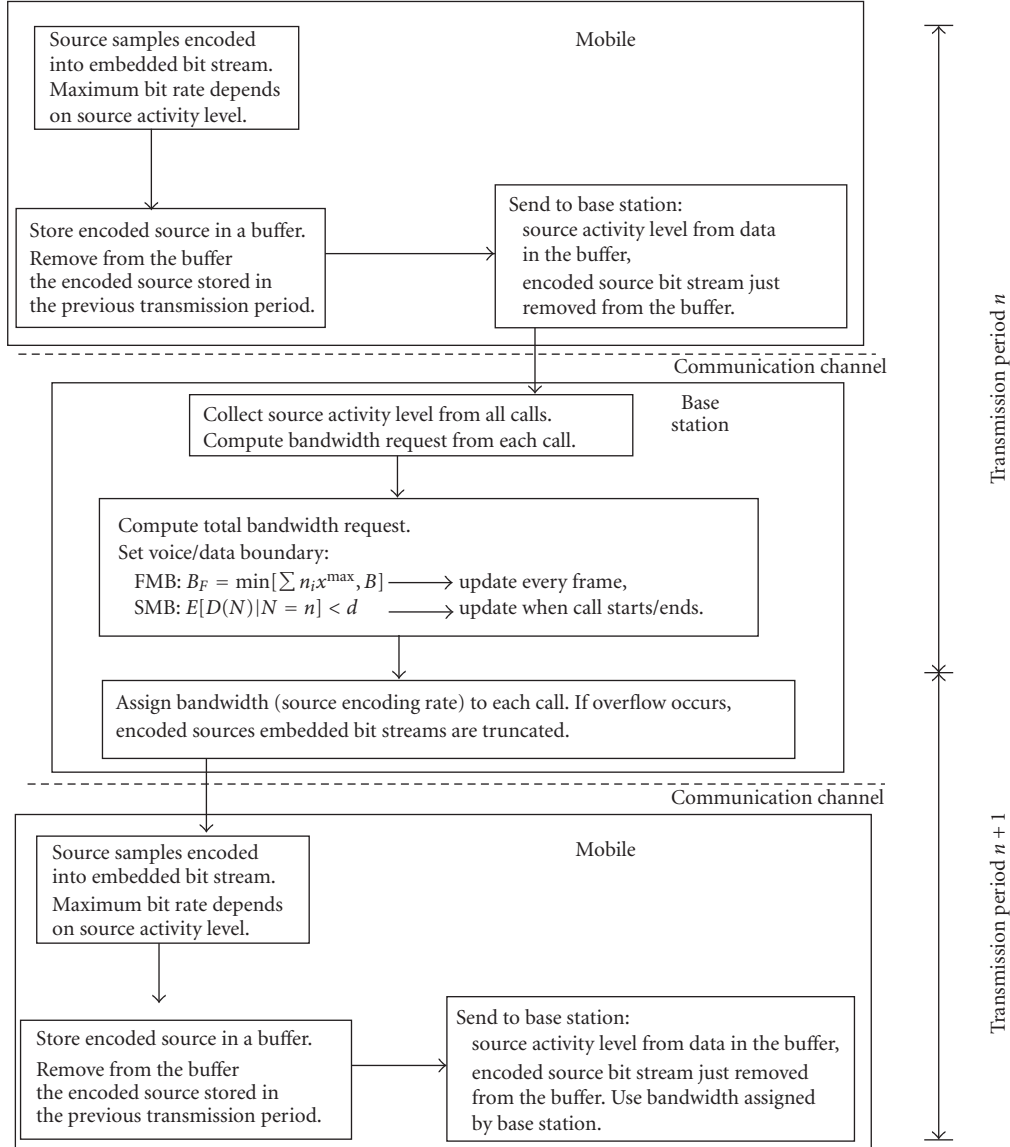 Mobile
Source samples encoded
into embedded bit stream.
Maximum bit rate depends
on source activity level.
Store encoded source in a buffer.
Remove from the buffer
the encoded source stored in
the previous transmission period.
Send to base station:
source activity level from data
in the buffer,
encoded source bit stream just
removed from the buffer.
Transmission period n
Communication channel
Base
station
Collect source activity level from all calls.
Compute bandwidth request from each call.
Compute total bandwidth request.
Set voice/data boundary:
FMB: B_F = min[∑ n_i x^max, B] → update every frame,
SMB: E[D(N)|N = n] < d → update when call starts/ends.
Assign bandwidth (source encoding rate) to each call. If overflow occurs,
encoded sources embedded bit streams are truncated.
Communication channel
Mobile
Source samples encoded
into embedded bit stream.
Maximum bit rate depends
on source activity level.
Store encoded source in a buffer.
Remove from the buffer
the encoded source stored in
the previous transmission period.
Send to base station:
source activity level from data in the buffer,
encoded source bit stream just removed
from the buffer. Use bandwidth assigned
by base station.
Transmission period n + 1